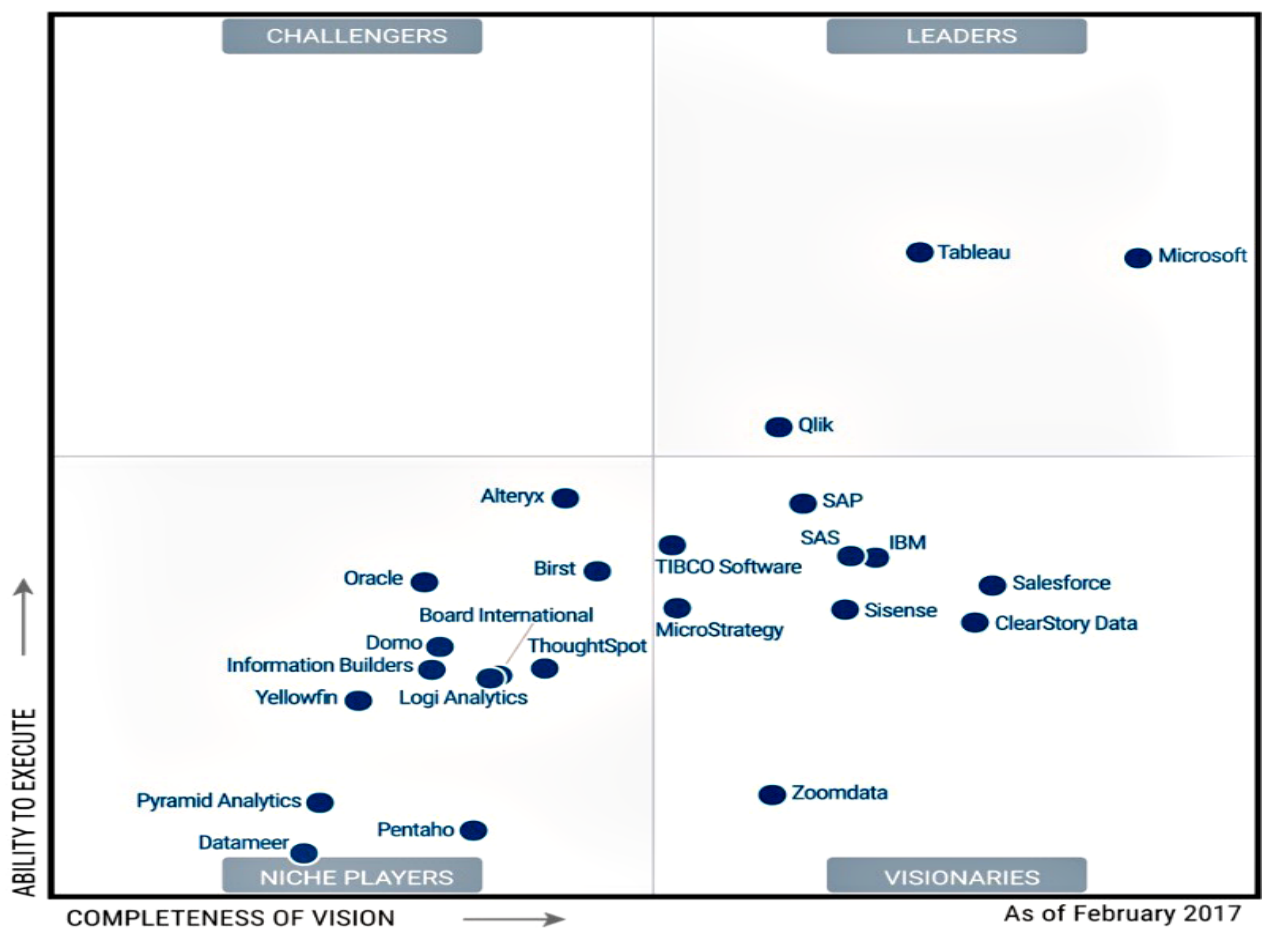 CHALLENGERS
LEADERS
Tableau
Microsoft
Qlik
Alteryx
SAP
SAS
IBM
TIBCO Software
Birst
Oracle
Salesforce
Board International
Sisense
ClearStory Data
MicroStrategy
Domo
ThoughtSpot
Information Builders
Yellowfin
Logi Analytics
Zoomdata
Pyramid Analytics
Pentaho
Datameer
NICHE PLAYERS
VISIONARIES
ABILITY TO EXECUTE
COMPLETENESS OF VISION
As of February 2017